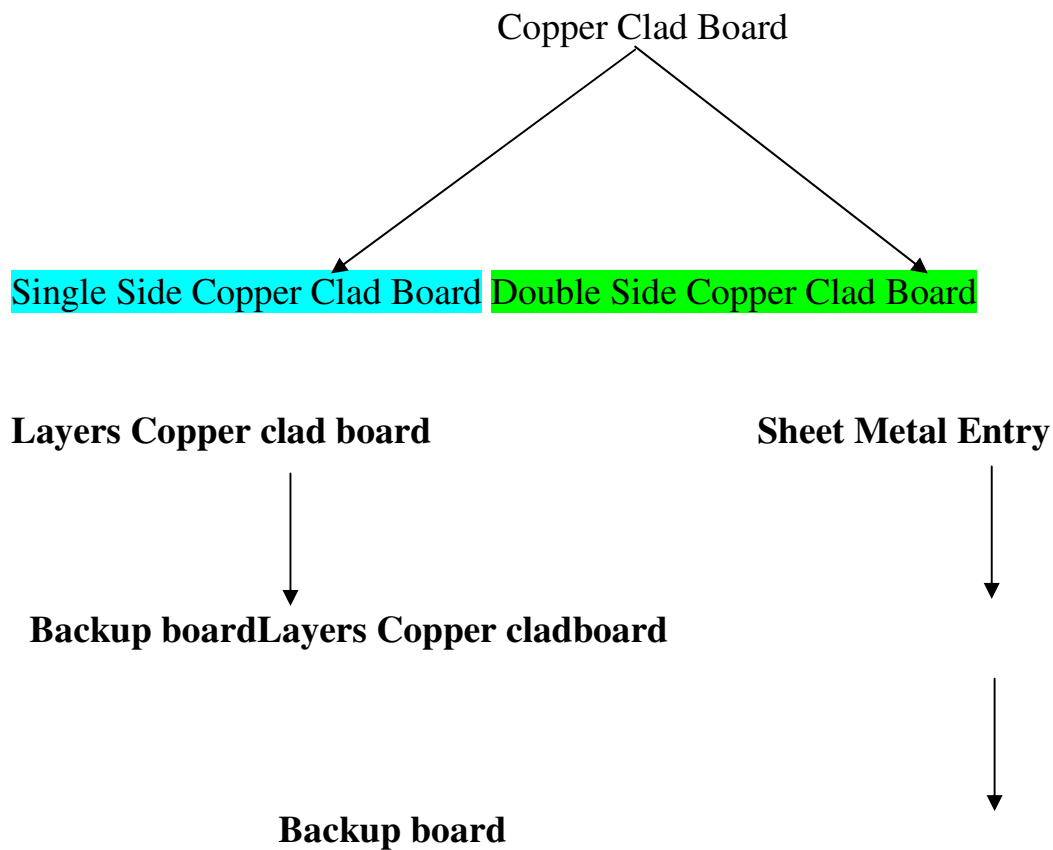 Copper Clad Board
Single Side Copper Clad Board Double Side Copper Clad Board
Layers Copper clad board Sheet Metal Entry
Backup boardLayers Copper cladboard
Backup board